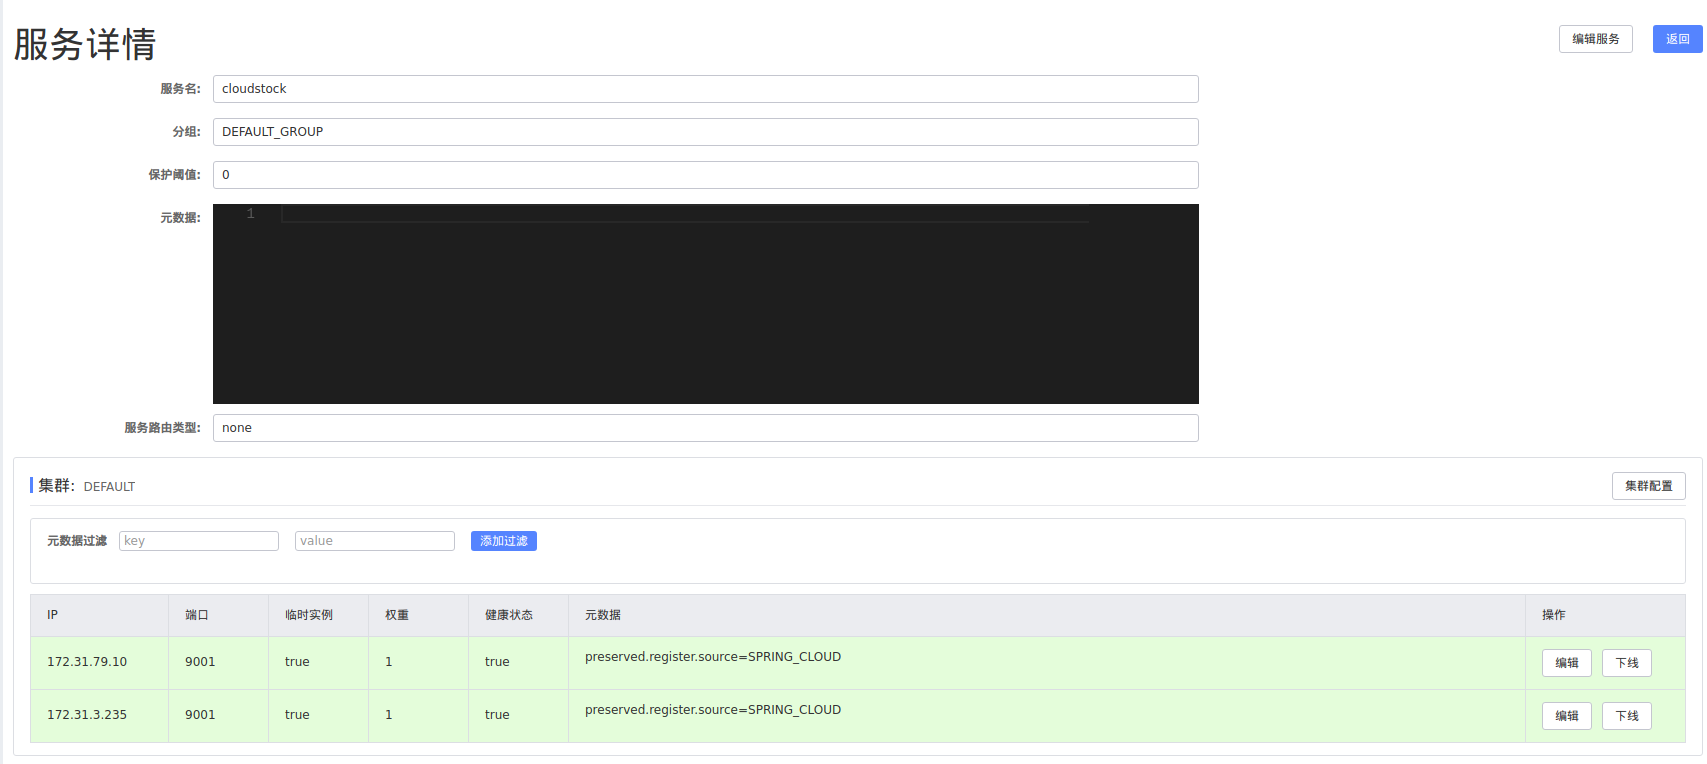 服务详情
编辑服务 返回
服务名: cloudstock
分组: DEFAULT_GROUP
保护阈值: 0
元数据: 1
服务路由类型: none
集群: DEFAULT 集群配置
元数据过滤 key value 添加过滤
IP 端口 临时实例 权重 健康状态 元数据 操作
172.31.79.10 9001 true 1 true preserved.register.source=SPRING_CLOUD 编辑 下线
172.31.3.235 9001 true 1 true preserved.register.source=SPRING_CLOUD 编辑 下线